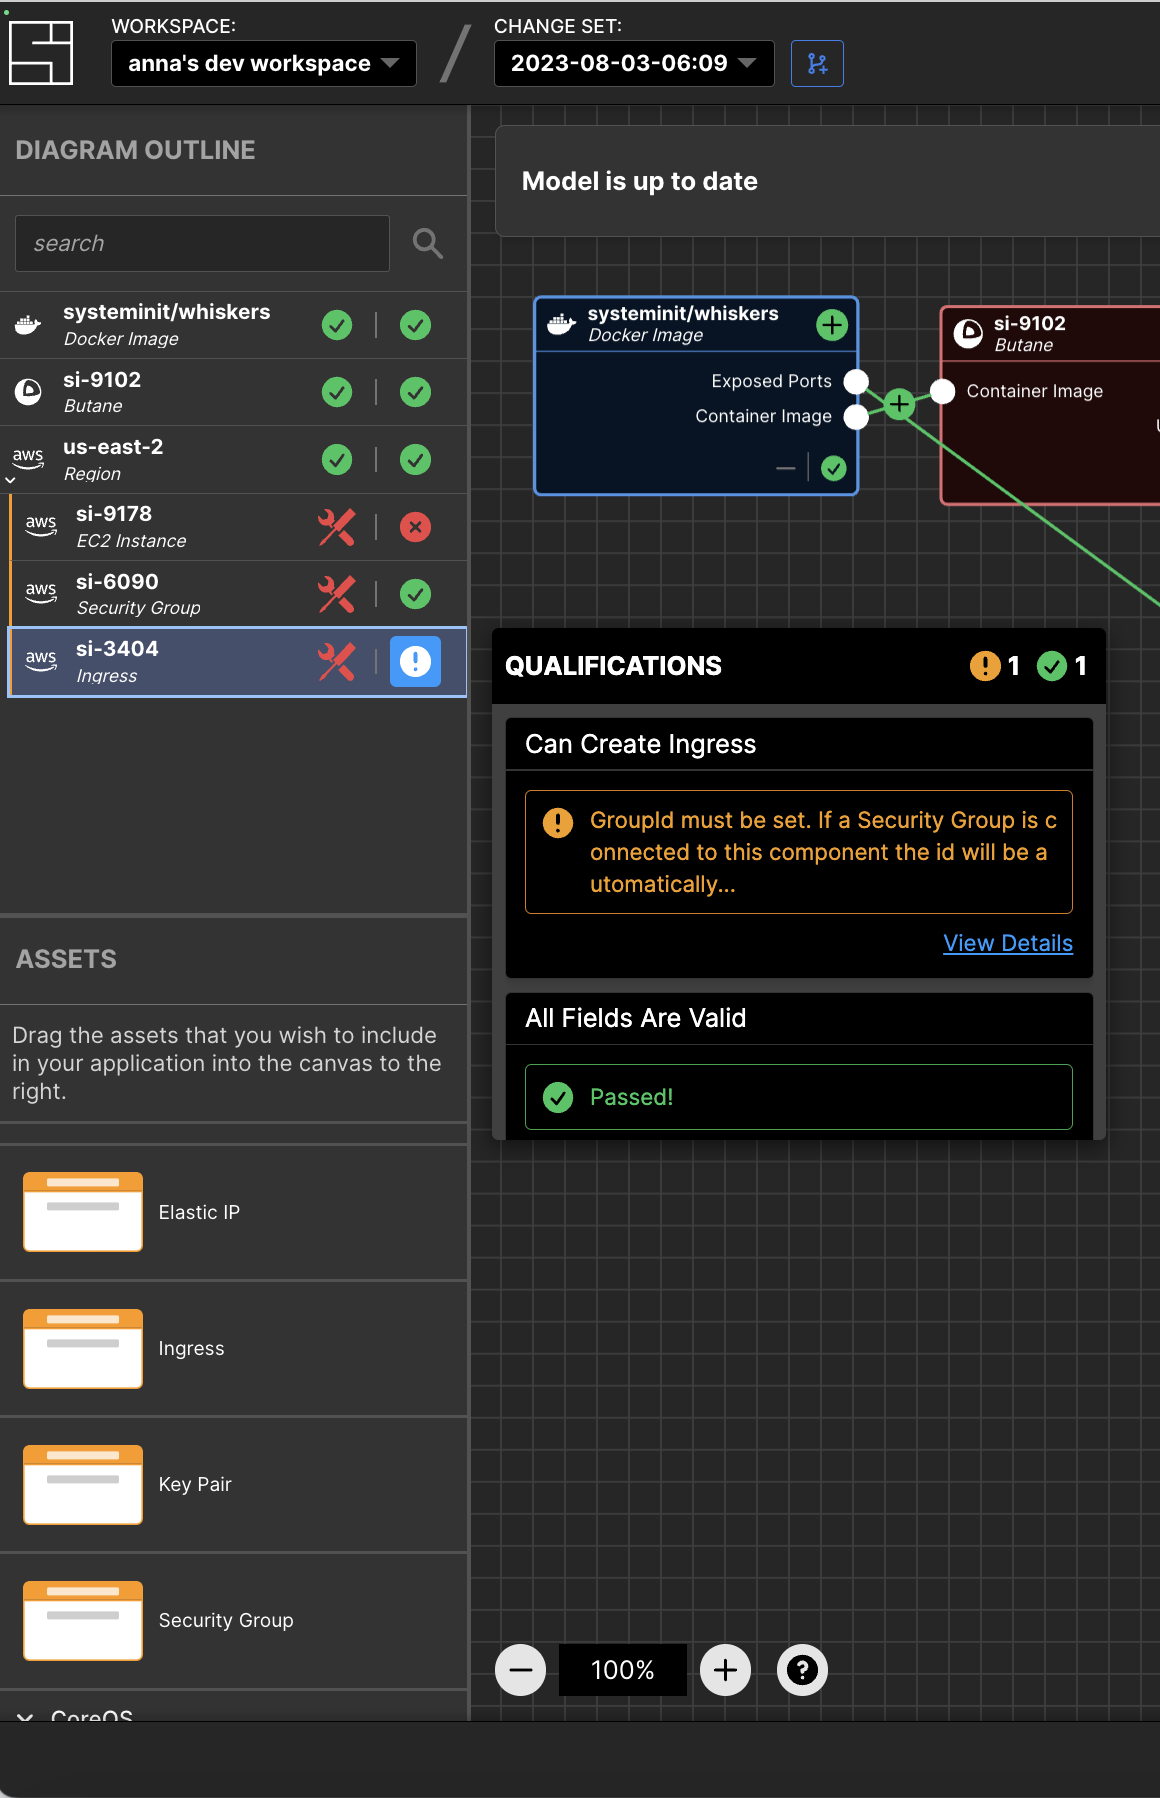 WORKSPACE:
anna's dev workspace
CHANGE SET:
2023-08-03-06:09
DIAGRAM OUTLINE
search
systeminit/whiskers
Docker Image
si-9102
Butane
aws
us-east-2
Region
aws
si-9178
EC2 Instance
aws
si-6090
Security Group
aws
si-3404
Ingress
ASSETS
Drag the assets that you wish to include
in your application into the canvas to the
right.
Elastic IP
Ingress
Key Pair
Security Group
CoreOS
Model is up to date
systeminit/whiskers
Docker Image
Exposed Ports
Container Image
si-9102
Butane
Container Image
QUALIFICATIONS
1
1
Can Create Ingress
GroupId must be set. If a Security Group is c
onnected to this component the id will be a
utomatically...
View Details
All Fields Are Valid
Passed!
100%